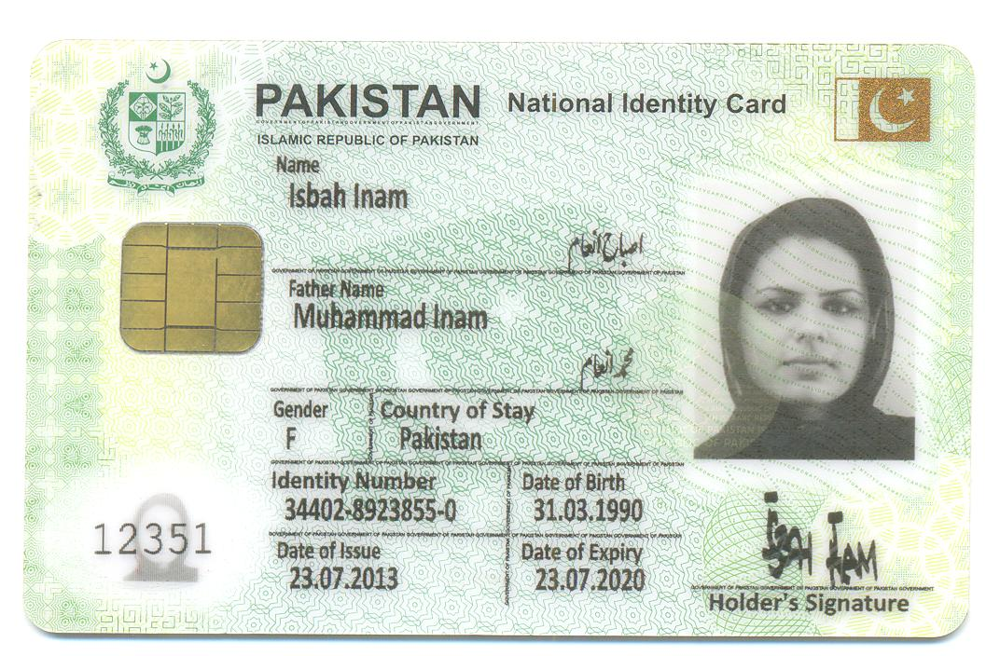 PAKISTAN National Identity Card
ISLAMIC REPUBLIC OF PAKISTAN
Name
Isbah Inam
اصباح انعام
Father Name
Muhammad Inam
محمد انعام
Gender Country of Stay
F Pakistan
Identity Number Date of Birth
34402-8923855-0 31.03.1990
Date of Issue Date of Expiry
23.07.2013 23.07.2020
12351
Holder's Signature